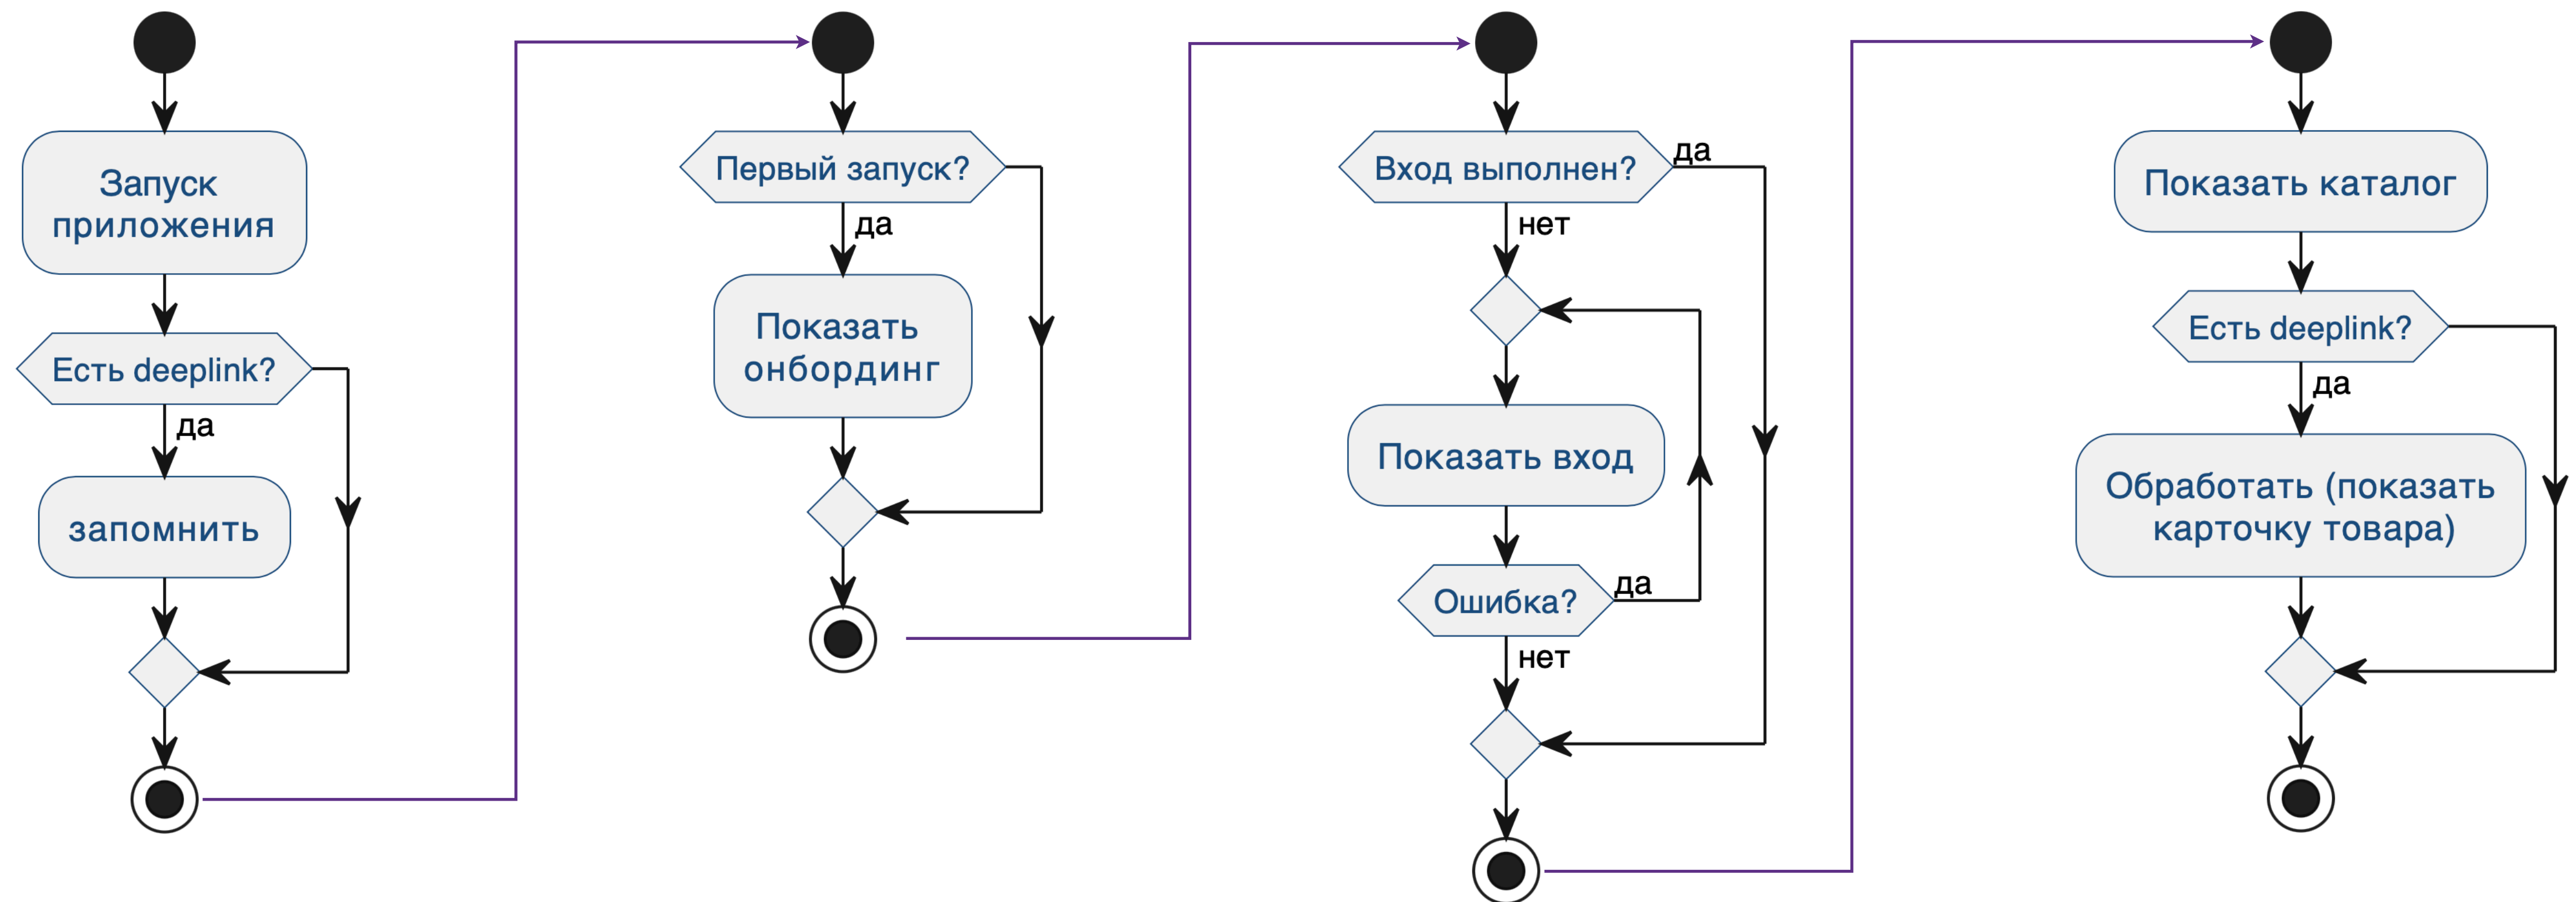 Запуск
приложения
Есть deeplink?
да
запомнить
Первый запуск?
да
Показать
онбординг
Вход выполнен?
да
нет
Показать вход
Ошибка?
да
нет
Показать каталог
Есть deeplink?
да
Обработать (показать
карточку товара)